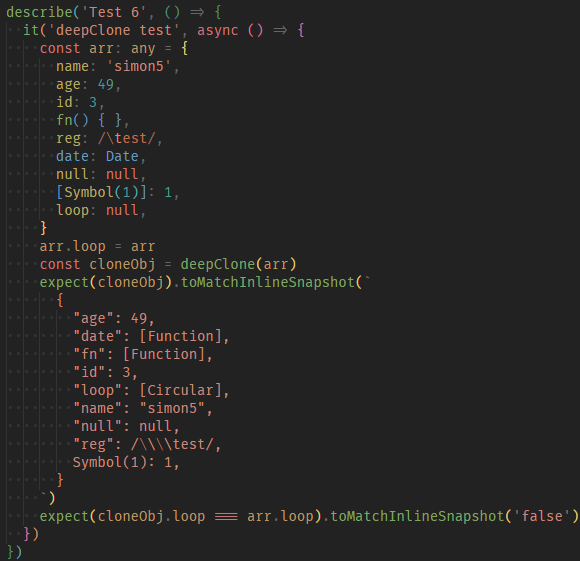 describe('Test 6', () => {
  it('deepClone test', async () => {
    const arr: any = {
      name: 'simon5',
      age: 49,
      id: 3,
      fn() { },
      reg: /\test/,
      date: Date,
      null: null,
      [Symbol(1)]: 1,
      loop: null,
    }
    arr.loop = arr
    const cloneObj = deepClone(arr)
    expect(cloneObj).toMatchInlineSnapshot(`
      {
        "age": 49,
        "date": [Function],
        "fn": [Function],
        "id": 3,
        "loop": [Circular],
        "name": "simon5",
        "null": null,
        "reg": /\\\\test/,
        Symbol(1): 1,
      }
    `)
    expect(cloneObj.loop === arr.loop).toMatchInlineSnapshot('false')
  })
})